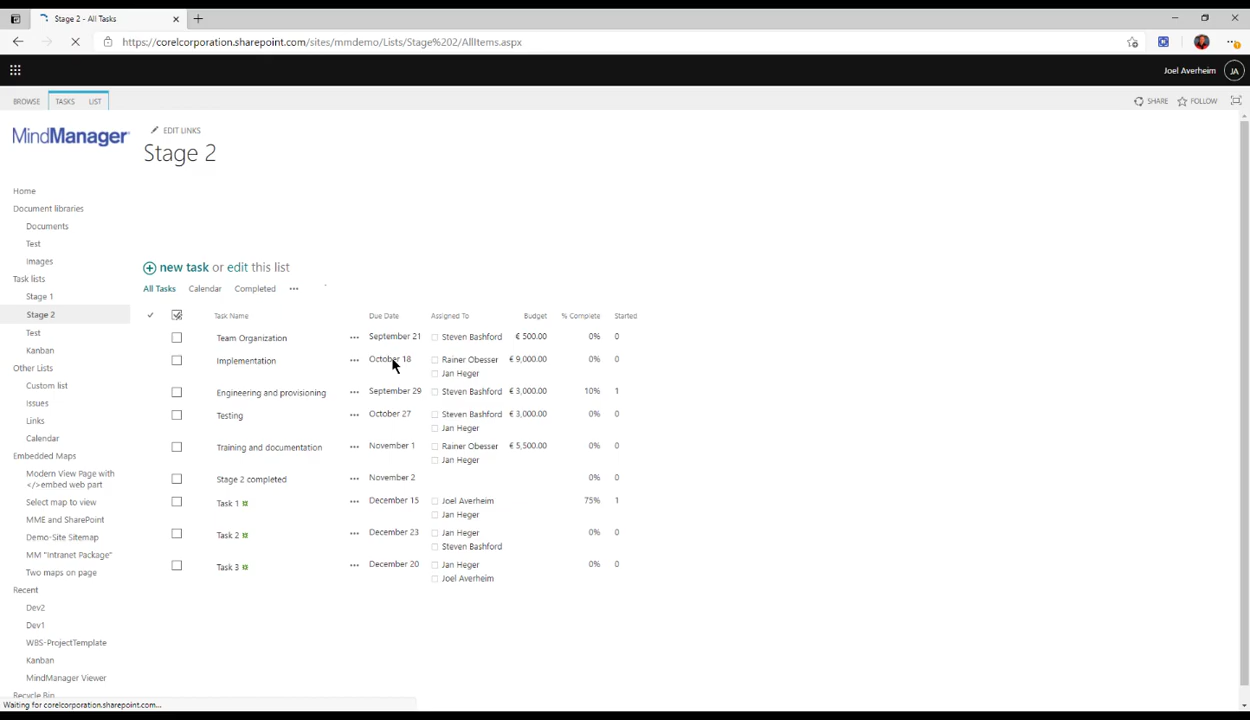 Stage 2 - All Tasks
https://corelcorporation.sharepoint.com/sites/mmdemo/Lists/Stage%202/AllItems.aspx
Joel Averheim JA
BROWSE TASKS LIST SHARE FOLLOW
MindManager
EDIT LINKS
Stage 2
Home
Document libraries
Documents
Test
Images
Task lists
Stage 1
Stage 2
Test
Kanban
Other Lists
Custom list
Issues
Links
Calendar
Embedded Maps
Modern View Page with
</>embed web part
Select map to view
MME and SharePoint
Demo-Site Sitemap
MM "Intranet Package"
Two maps on page
Recent
Dev2
Dev1
WBS-ProjectTemplate
Kanban
MindManager Viewer
Recycle Bin
new task or edit this list
All Tasks Calendar Completed •••
Task Name Due Date Assigned To Budget % Complete Started
Team Organization ••• September 21 Steven Bashford € 500.00 0% 0
Implementation ••• October 18 Rainer Obesser € 9,000.00 0% 0
Jan Heger
Engineering and provisioning ••• September 29 Steven Bashford € 3,000.00 10% 1
Testing ••• October 27 Steven Bashford € 3,000.00 0% 0
Jan Heger
Training and documentation ••• November 1 Rainer Obesser € 5,500.00 0% 0
Jan Heger
Stage 2 completed ••• November 2 0% 0
Task 1 ••• December 15 Joel Averheim 75% 1
Jan Heger
Task 2 ••• December 23 Jan Heger 0% 0
Steven Bashford
Task 3 ••• December 20 Jan Heger 0% 0
Joel Averheim
Waiting for corelcorporation.sharepoint.com...